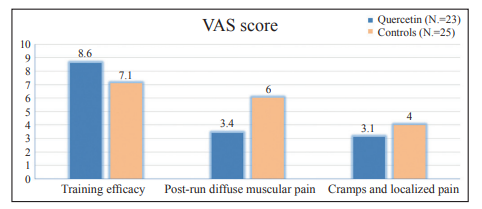 VAS score
Quercetin (N.=23)
Controls (N.=25)
10
9
8
7
6
5
4
3
2
1
0
8.6
7.1
3.4
6
3.1
4
Training efficacy
Post-run diffuse muscular pain
Cramps and localized pain